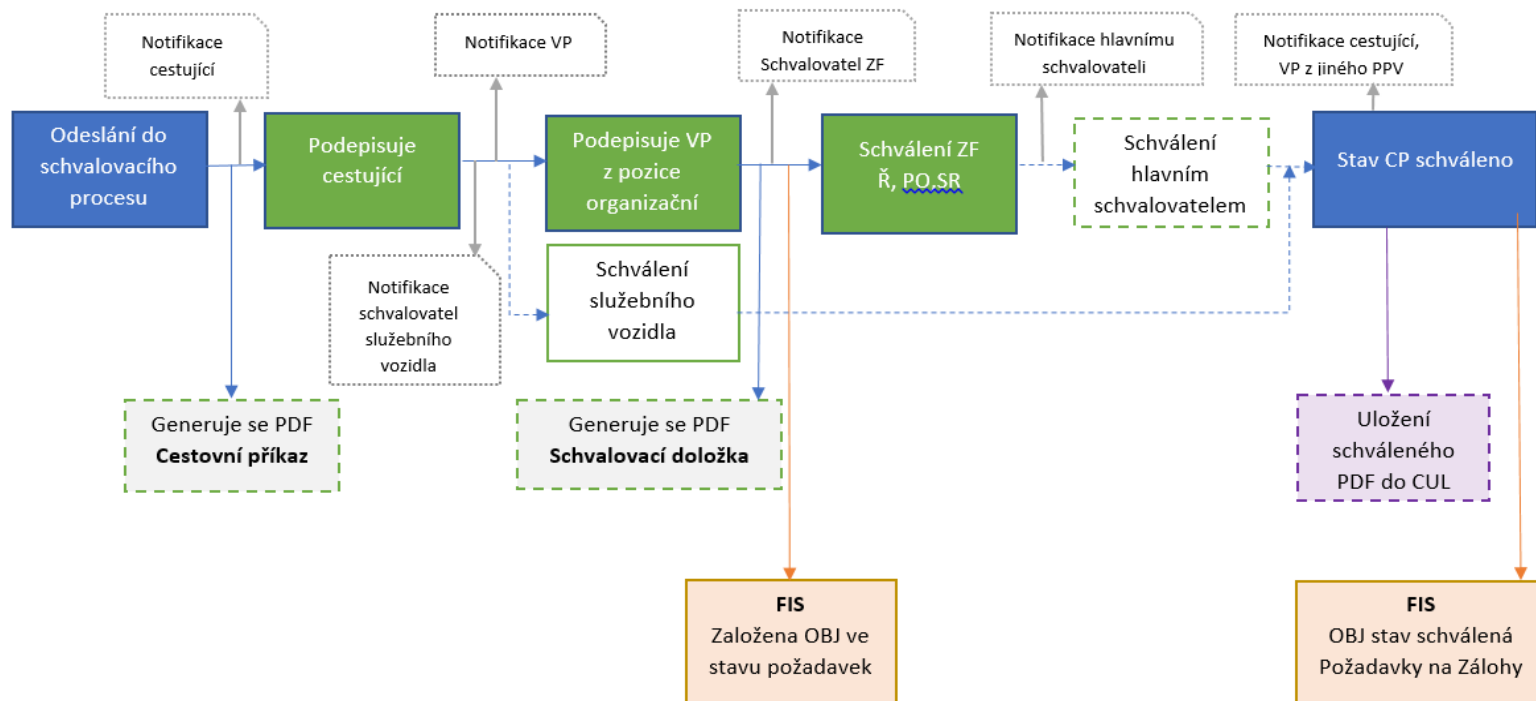 Notifikace
cestující
Notifikace VP
Notifikace
Schvalovatel ZF
Notifikace hlavnímu
schvalovateli
Notifikace cestující,
VP z jiného PPV
Odeslání do
schvalovacího
procesu
Podepisuje
cestující
Podepisuje VP
z pozice
organizační
Schválení ZF
Ř, PO,SR
Schválení
hlavním
schvalovatelem
Stav CP schváleno
Notifikace
schvalovatel
služebního
vozidla
Schválení
služebního
vozidla
Generuje se PDF
Cestovní příkaz
Generuje se PDF
Schvalovací doložka
Uložení
schváleného
PDF do CUL
FIS
Založena OBJ ve
stavu požadavek
FIS
OBJ stav schválená
Požadavky na Zálohy